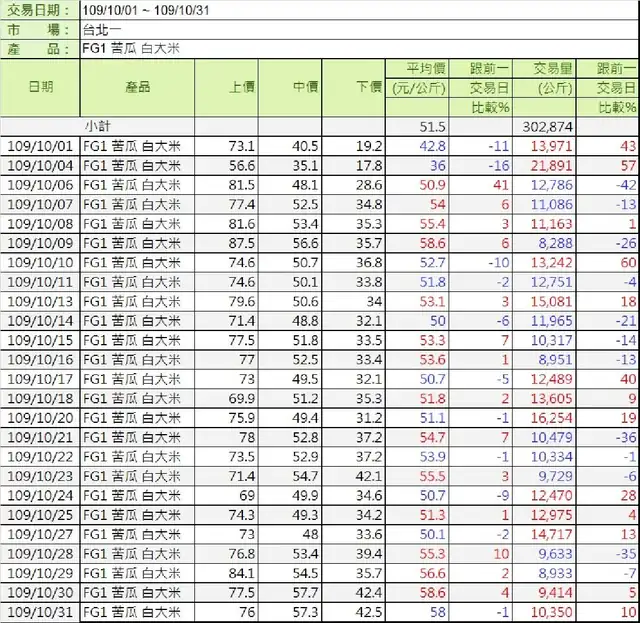 交易日期： 109/10/01 ~ 109/10/31
市　　場： 台北一
產　　品： FG1 苦瓜 白大米
日期 產品 上價 中價 下價 平均價 (元/公斤) 跟前一 交易日 比較% 交易量 (公斤) 跟前一 交易日 比較%
小計 51.5 302,874
109/10/01 FG1 苦瓜 白大米 73.1 40.5 19.2 42.8 -11 13,971 43
109/10/04 FG1 苦瓜 白大米 56.6 35.1 17.8 36 -16 21,891 57
109/10/06 FG1 苦瓜 白大米 81.5 48.1 28.6 50.9 41 12,786 -42
109/10/07 FG1 苦瓜 白大米 77.4 52.5 34.8 54 6 11,086 -13
109/10/08 FG1 苦瓜 白大米 81.6 53.4 35.3 55.4 3 11,163 1
109/10/09 FG1 苦瓜 白大米 87.5 56.6 35.7 58.6 6 8,288 -26
109/10/10 FG1 苦瓜 白大米 74.6 50.7 36.8 52.7 -10 13,242 60
109/10/11 FG1 苦瓜 白大米 74.6 50.1 33.8 51.8 -2 12,751 -4
109/10/13 FG1 苦瓜 白大米 79.6 50.6 34 53.1 3 15,081 18
109/10/14 FG1 苦瓜 白大米 71.4 48.8 32.1 50 -6 11,965 -21
109/10/15 FG1 苦瓜 白大米 77.5 51.8 33.5 53.3 7 10,317 -14
109/10/16 FG1 苦瓜 白大米 77 52.5 33.4 53.6 1 8,951 -13
109/10/17 FG1 苦瓜 白大米 73 49.5 32.1 50.7 -5 12,489 40
109/10/18 FG1 苦瓜 白大米 69.9 51.2 35.3 51.8 2 13,605 9
109/10/20 FG1 苦瓜 白大米 75.9 49.4 31.2 51.1 -1 16,254 19
109/10/21 FG1 苦瓜 白大米 78 52.8 37.2 54.7 7 10,479 -36
109/10/22 FG1 苦瓜 白大米 73.5 52.9 37.2 53.9 -1 10,334 -1
109/10/23 FG1 苦瓜 白大米 71.4 54.7 42.1 55.5 3 9,729 -6
109/10/24 FG1 苦瓜 白大米 69 49.9 34.6 50.7 -9 12,470 28
109/10/25 FG1 苦瓜 白大米 74.3 49.3 34.2 51.3 1 12,975 4
109/10/27 FG1 苦瓜 白大米 73 48 33.6 50.1 -2 14,717 13
109/10/28 FG1 苦瓜 白大米 76.8 53.4 39.4 55.3 10 9,633 -35
109/10/29 FG1 苦瓜 白大米 84.1 54.5 35.7 56.6 2 8,933 -7
109/10/30 FG1 苦瓜 白大米 77.5 57.7 42.4 58.6 4 9,414 5
109/10/31 FG1 苦瓜 白大米 76 57.3 42.5 58 -1 10,350 10